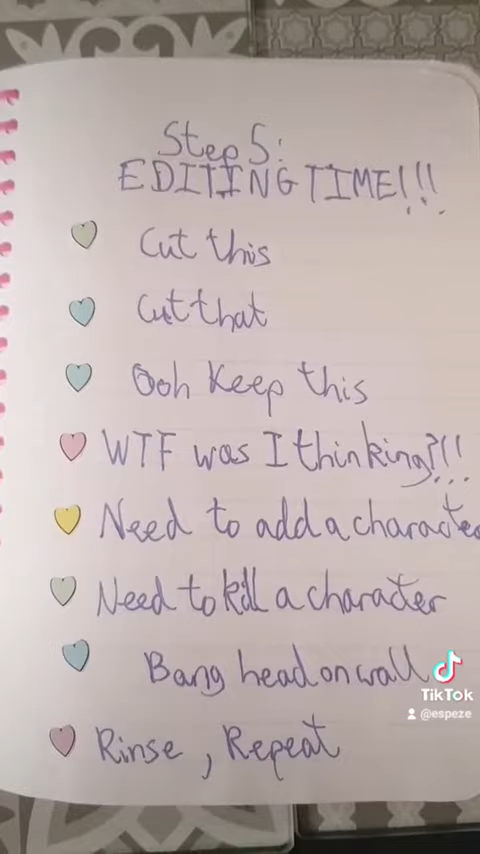 Step 5:
EDITING TIME!!!
Cut this
Cut that
Ooh Keep this
WTF was I thinking?!!
Need to add a character
Need to kill a character
Bang head on wall
Rinse, Repeat
TikTok
@espeze